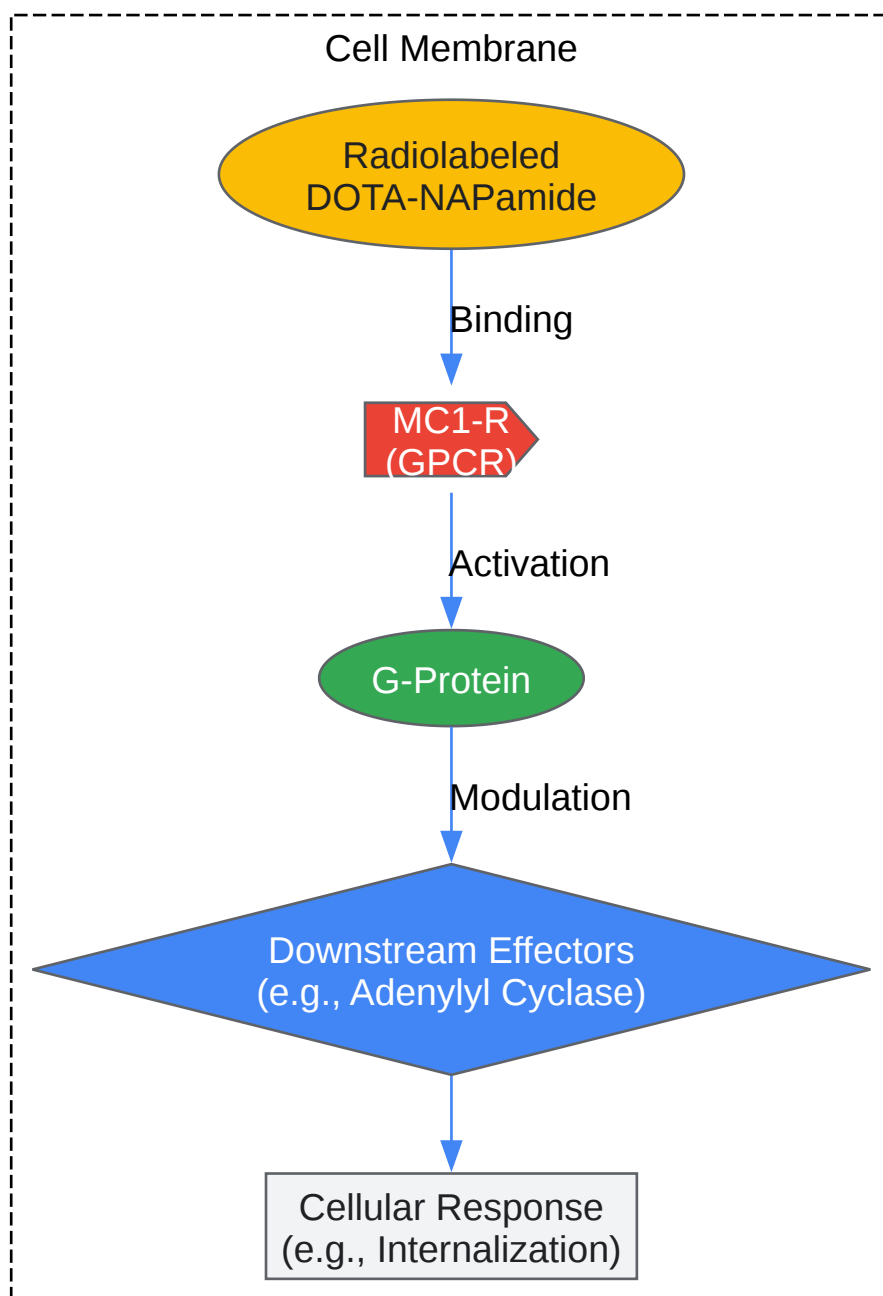 Cell Membrane
Radiolabeled
DOTA-NAPamide
Binding
MC1-R
(GPCR)
Activation
G-Protein
Modulation
Downstream Effectors
(e.g., Adenylyl Cyclase)
Cellular Response
(e.g., Internalization)